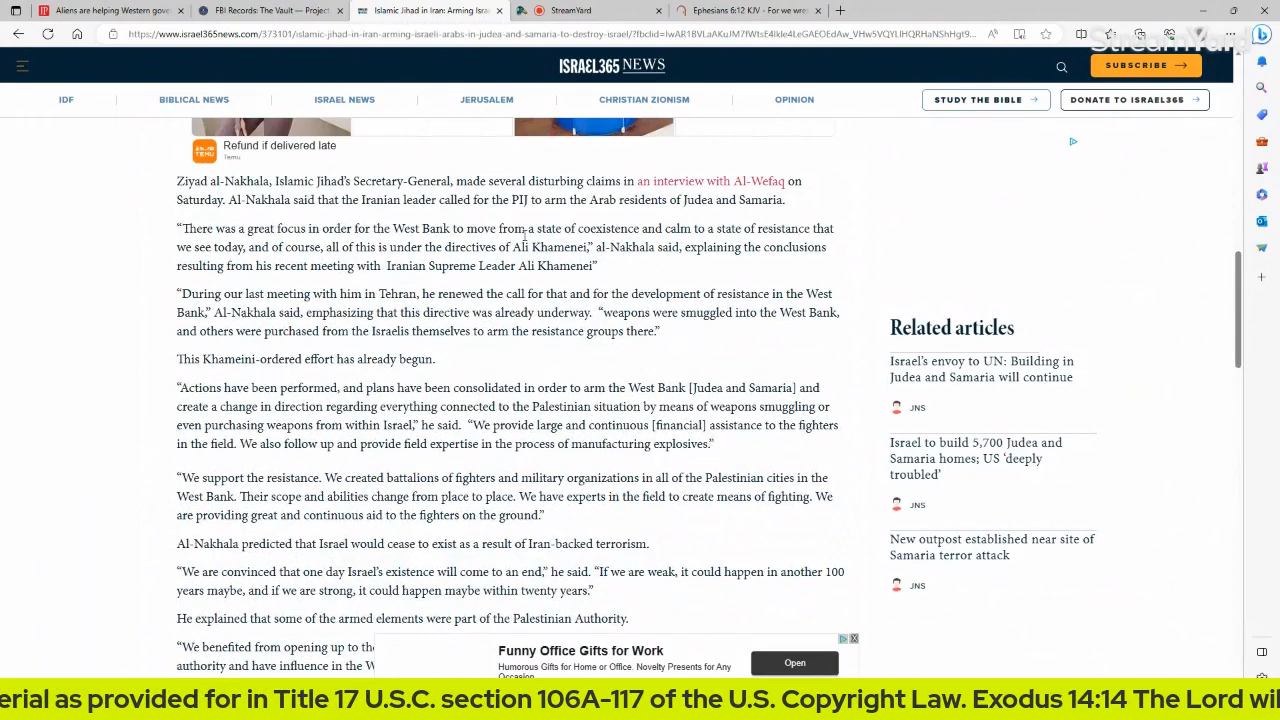 Aliens are helping Western gove
FBI Records: The Vault — Project
Islamic Jihad in Iran: Arming Israe
StreamYard
Ephesians 6:12 KJV - For we wres
https://www.israel365news.com/373101/islamic-jihad-in-iran-arming-israeli-arabs-in-judea-and-samaria-to-destroy-israel/?fbclid=IwAR1BVLaAKuJM7fWtsE4Ikle4LeGAEOEdAw_VHw5VQYLIHQRHaNShHgt9...
StreamYard
ISRAEL365 NEWS
SUBSCRIBE
IDF
BIBLICAL NEWS
ISRAEL NEWS
JERUSALEM
CHRISTIAN ZIONISM
OPINION
STUDY THE BIBLE
DONATE TO ISRAEL365
TEMU
Refund if delivered late
Temu
Ziyad al-Nakhala, Islamic Jihad's Secretary-General, made several disturbing claims in an interview with Al-Wefaq on
Saturday. Al-Nakhala said that the Iranian leader called for the PIJ to arm the Arab residents of Judea and Samaria.
“There was a great focus in order for the West Bank to move from a state of coexistence and calm to a state of resistance that
we see today, and of course, all of this is under the directives of Ali Khamenei,” al-Nakhala said, explaining the conclusions
resulting from his recent meeting with Iranian Supreme Leader Ali Khamenei”
“During our last meeting with him in Tehran, he renewed the call for that and for the development of resistance in the West
Bank,” Al-Nakhala said, emphasizing that this directive was already underway. “weapons were smuggled into the West Bank,
and others were purchased from the Israelis themselves to arm the resistance groups there.”
This Khameini-ordered effort has already begun.
“Actions have been performed, and plans have been consolidated in order to arm the West Bank [Judea and Samaria] and
create a change in direction regarding everything connected to the Palestinian situation by means of weapons smuggling or
even purchasing weapons from within Israel,” he said. “We provide large and continuous [financial] assistance to the fighters
in the field. We also follow up and provide field expertise in the process of manufacturing explosives.”
“We support the resistance. We created battalions of fighters and military organizations in all of the Palestinian cities in the
West Bank. Their scope and abilities change from place to place. We have experts in the field to create means of fighting. We
are providing great and continuous aid to the fighters on the ground.”
Al-Nakhala predicted that Israel would cease to exist as a result of Iran-backed terrorism.
“We are convinced that one day Israel's existence will come to an end,” he said. “If we are weak, it could happen in another 100
years maybe, and if we are strong, it could happen maybe within twenty years.”
He explained that some of the armed elements were part of the Palestinian Authority.
“We benefited from opening up to the
authority and have influence in the W
Related articles
Israel's envoy to UN: Building in
Judea and Samaria will continue
JNS
Israel to build 5,700 Judea and
Samaria homes; US 'deeply
troubled'
JNS
New outpost established near site of
Samaria terror attack
JNS
Funny Office Gifts for Work
Humorous Gifts for Home or Office. Novelty Presents for Any
Occasion.
Open
erial as provided for in Title 17 U.S.C. section 106A-117 of the U.S. Copyright Law. Exodus 14:14 The Lord wil